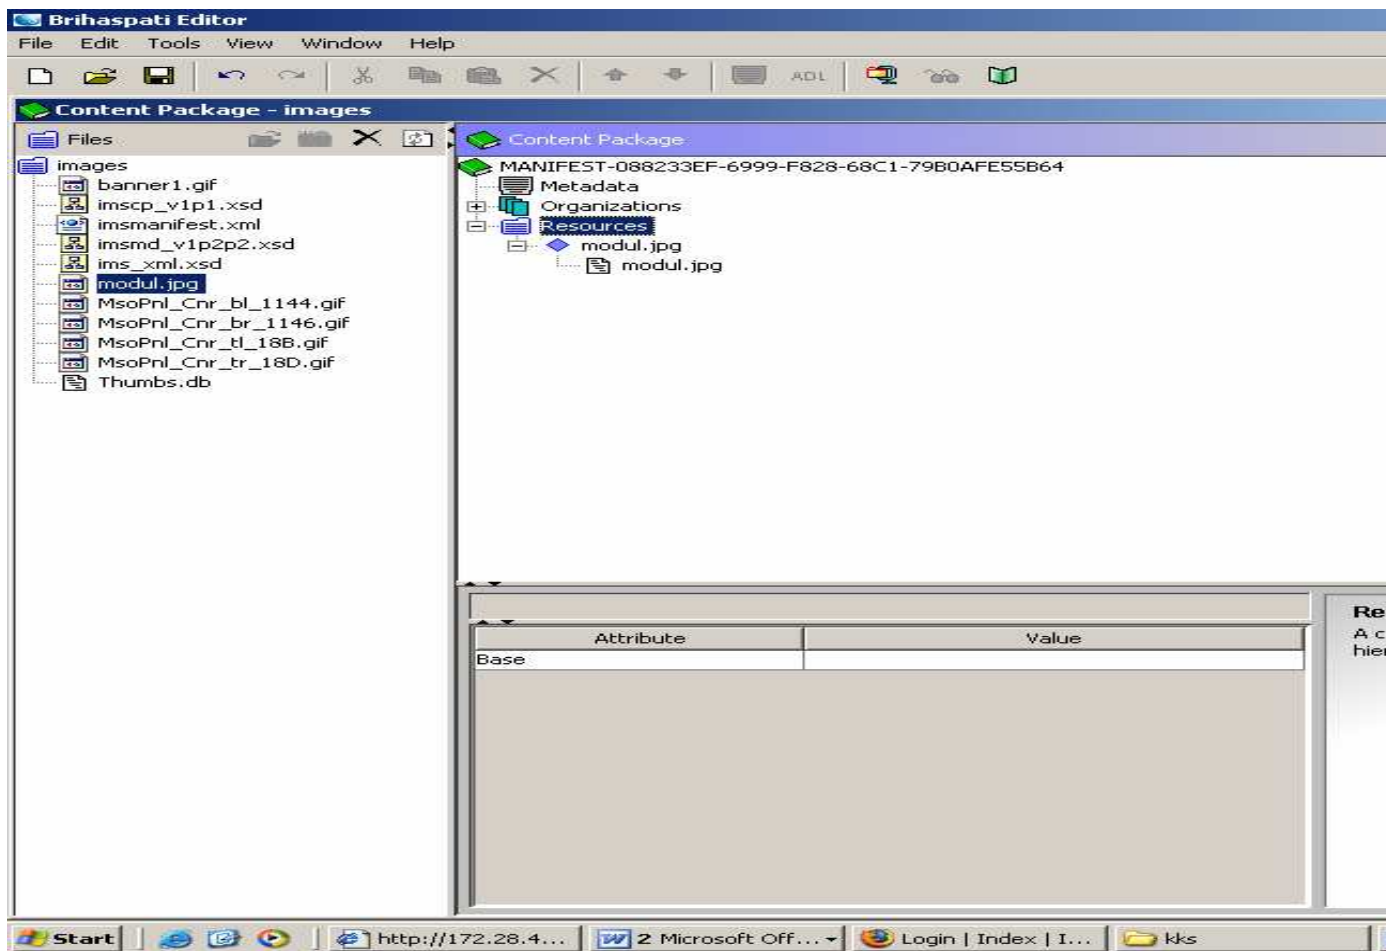 Brihaspati Editor
File Edit Tools View Window Help
ADL
Content Package - images
Files
images
banner1.gif
imscp_v1p1.xsd
imsmanifest.xml
imsmd_v1p2p2.xsd
ims_xml.xsd
modul.jpg
MsoPnl_Cnr_bl_1144.gif
MsoPnl_Cnr_br_1146.gif
MsoPnl_Cnr_tl_18B.gif
MsoPnl_Cnr_tr_18D.gif
Thumbs.db
Content Package
MANIFEST-088233EF-6999-F828-68C1-79B0AFE55B64
Metadata
Organizations
Resources
modul.jpg
modul.jpg
Attribute Value
Base
Re
A c
hier
Start http://172.28.4... 2 Microsoft Off... Login | Index | I... kks